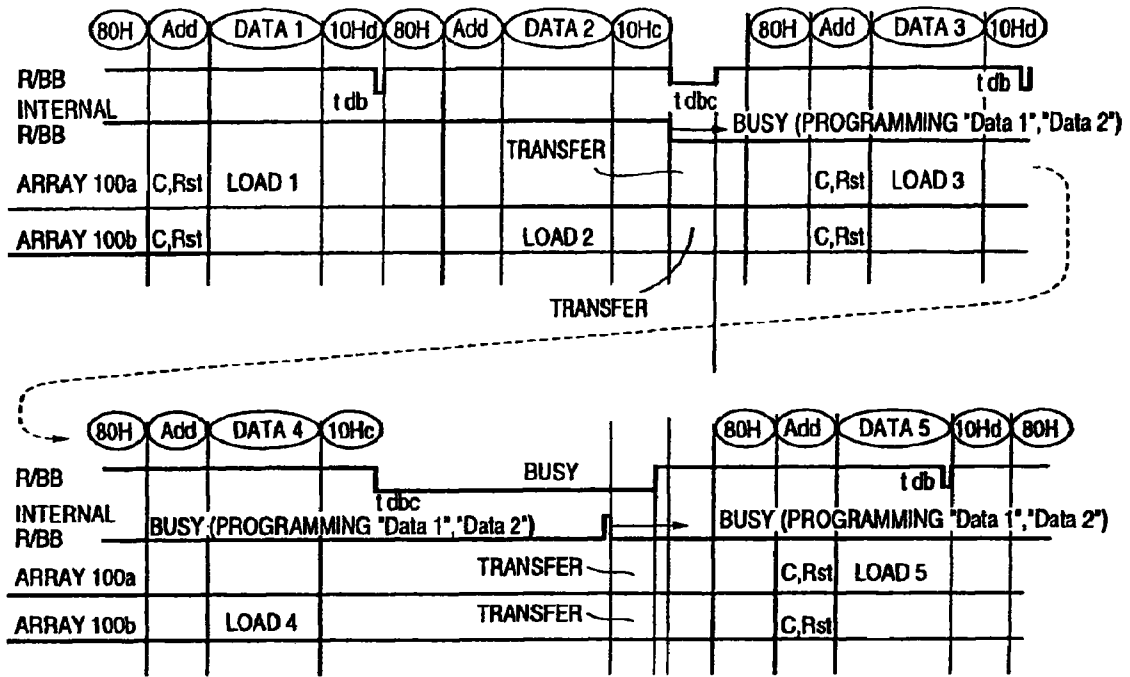 80H Add DATA 1 10Hd 80H Add DATA 2 10Hc 80H Add DATA 3 10Hd
R/BB
t db t dbc t db
INTERNAL
R/BB
BUSY (PROGRAMMING "Data 1","Data 2")
TRANSFER
ARRAY 100a C,Rst LOAD 1 C,Rst LOAD 3
ARRAY 100b C,Rst LOAD 2 C,Rst
TRANSFER
80H Add DATA 4 10Hc 80H Add DATA 5 10Hd 80H
R/BB BUSY t db
t dbc
INTERNAL
R/BB
BUSY (PROGRAMMING "Data 1","Data 2") BUSY (PROGRAMMING "Data 1","Data 2")
ARRAY 100a TRANSFER C,Rst LOAD 5
ARRAY 100b LOAD 4 TRANSFER C,Rst